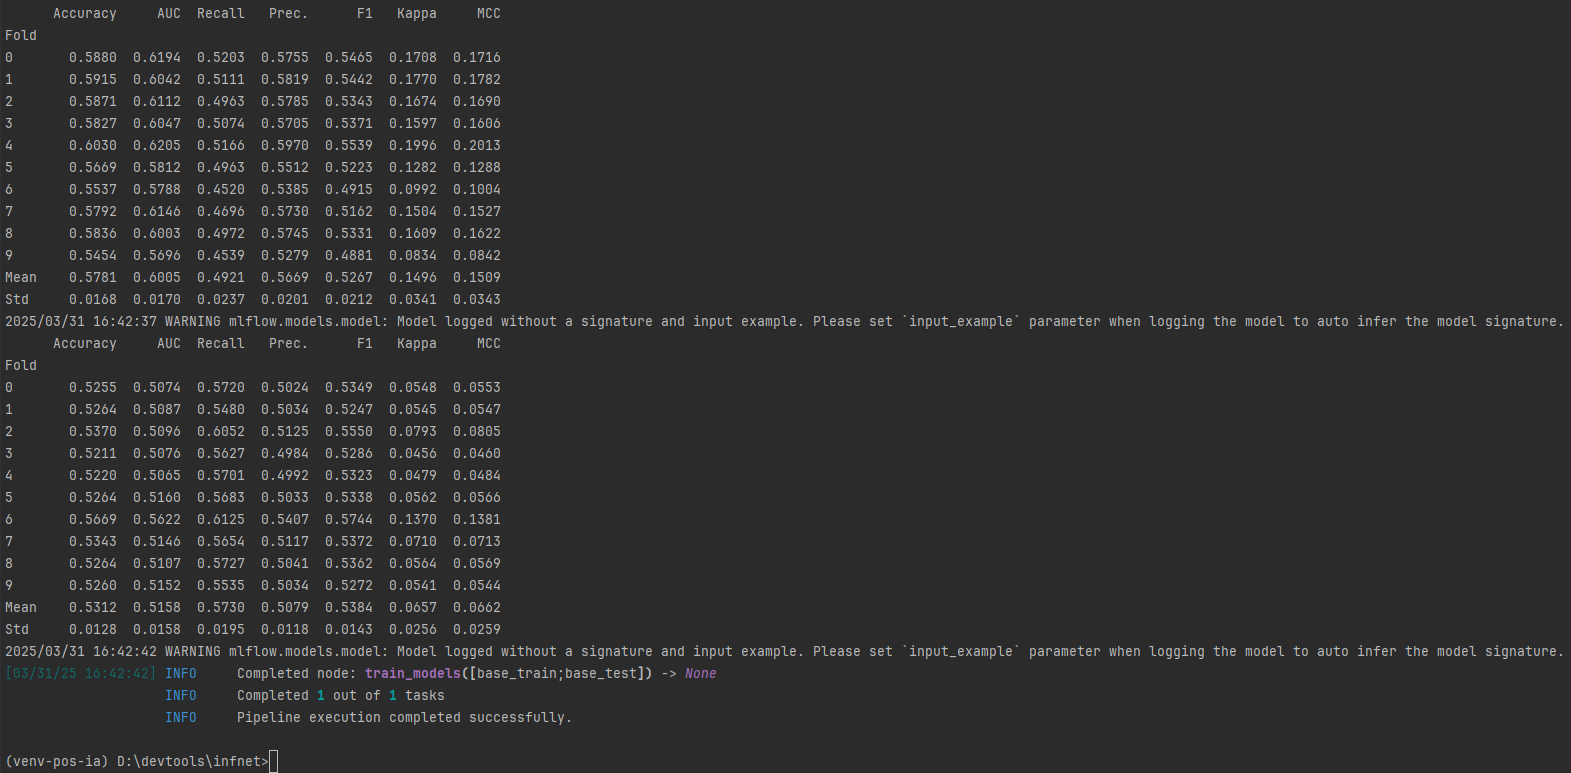 Accuracy AUC Recall Prec. F1 Kappa MCC
Fold
0 0.5880 0.6194 0.5203 0.5755 0.5465 0.1708 0.1716
1 0.5915 0.6042 0.5111 0.5819 0.5442 0.1770 0.1782
2 0.5871 0.6112 0.4963 0.5785 0.5343 0.1674 0.1690
3 0.5827 0.6047 0.5074 0.5705 0.5371 0.1597 0.1606
4 0.6030 0.6205 0.5166 0.5970 0.5539 0.1996 0.2013
5 0.5669 0.5812 0.4963 0.5512 0.5223 0.1282 0.1288
6 0.5537 0.5788 0.4520 0.5385 0.4915 0.0992 0.1004
7 0.5792 0.6146 0.4696 0.5730 0.5162 0.1504 0.1527
8 0.5836 0.6003 0.4972 0.5745 0.5331 0.1609 0.1622
9 0.5454 0.5696 0.4539 0.5279 0.4881 0.0834 0.0842
Mean 0.5781 0.6005 0.4921 0.5669 0.5267 0.1496 0.1509
Std 0.0168 0.0170 0.0237 0.0201 0.0212 0.0341 0.0343
2025/03/31 16:42:37 WARNING mlflow.models.model: Model logged without a signature and input example. Please set `input_example` parameter when logging the model to auto infer the model signature.
Accuracy AUC Recall Prec. F1 Kappa MCC
Fold
0 0.5255 0.5074 0.5720 0.5024 0.5349 0.0548 0.0553
1 0.5264 0.5087 0.5480 0.5034 0.5247 0.0545 0.0547
2 0.5370 0.5096 0.6052 0.5125 0.5550 0.0793 0.0805
3 0.5211 0.5076 0.5627 0.4984 0.5286 0.0456 0.0460
4 0.5220 0.5065 0.5701 0.4992 0.5323 0.0479 0.0484
5 0.5264 0.5160 0.5683 0.5033 0.5338 0.0562 0.0566
6 0.5669 0.5622 0.6125 0.5407 0.5744 0.1370 0.1381
7 0.5343 0.5146 0.5654 0.5117 0.5372 0.0710 0.0713
8 0.5264 0.5107 0.5727 0.5041 0.5362 0.0564 0.0569
9 0.5260 0.5152 0.5535 0.5034 0.5272 0.0541 0.0544
Mean 0.5312 0.5158 0.5730 0.5079 0.5384 0.0657 0.0662
Std 0.0128 0.0158 0.0195 0.0118 0.0143 0.0256 0.0259
2025/03/31 16:42:42 WARNING mlflow.models.model: Model logged without a signature and input example. Please set `input_example` parameter when logging the model to auto infer the model signature.
[03/31/25 16:42:42] INFO Completed node: train_models([base_train;base_test]) -> None
INFO Completed 1 out of 1 tasks
INFO Pipeline execution completed successfully.
(venv-pos-ia) D:\devtools\infnet>